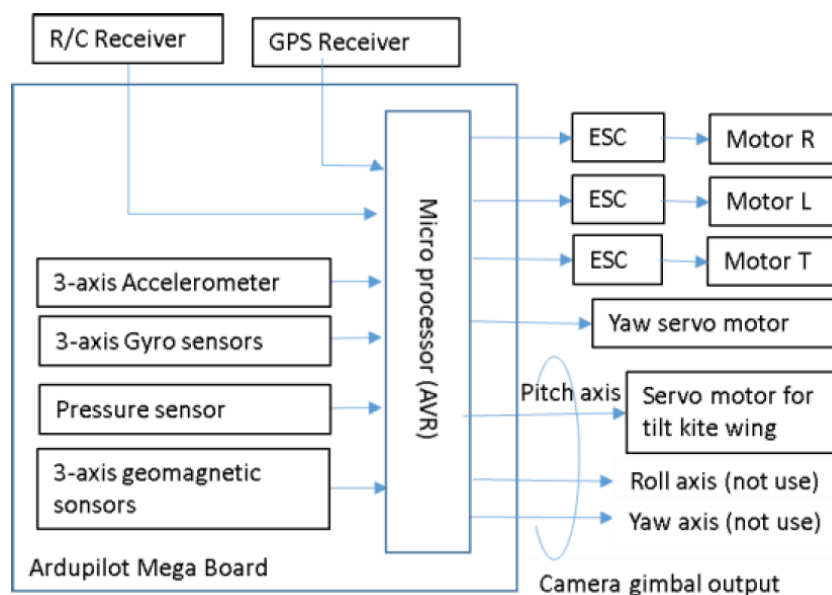 R/C Receiver
GPS Receiver
ESC
Motor R
ESC
Motor L
ESC
Motor T
Micro processor (AVR)
3-axis Accelerometer
3-axis Gyro sensors
Yaw servo motor
Pressure sensor
Pitch axis
Servo motor for
tilt kite wing
3-axis geomagnetic
sonsors
Roll axis (not use)
Yaw axis (not use)
Ardupilot Mega Board
Camera gimbal output